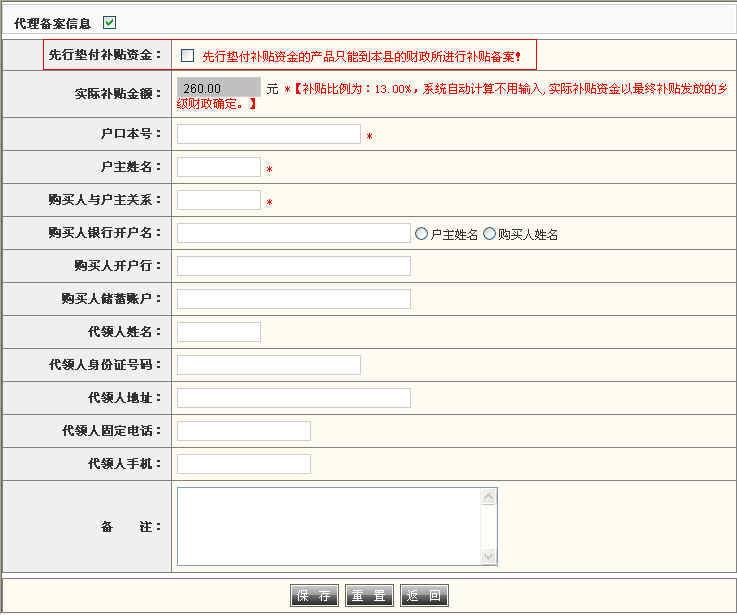 代理备案信息
先行垫付补贴资金： 先行垫付补贴资金的产品只能到本县的财政所进行补贴备案！
实际补贴金额： 260.00 元 *【补贴比例为：13.00%，系统自动计算不用输入,实际补贴资金以最终补贴发放的乡
级财政确定。】
户口本号： *
户主姓名： *
购买人与户主关系： *
购买人银行开户名： 户主姓名 购买人姓名
购买人开户行：
购买人储蓄账户：
代领人姓名：
代领人身份证号码：
代领人地址：
代领人固定电话：
代领人手机：
备 注：
保 存 重 置 返 回